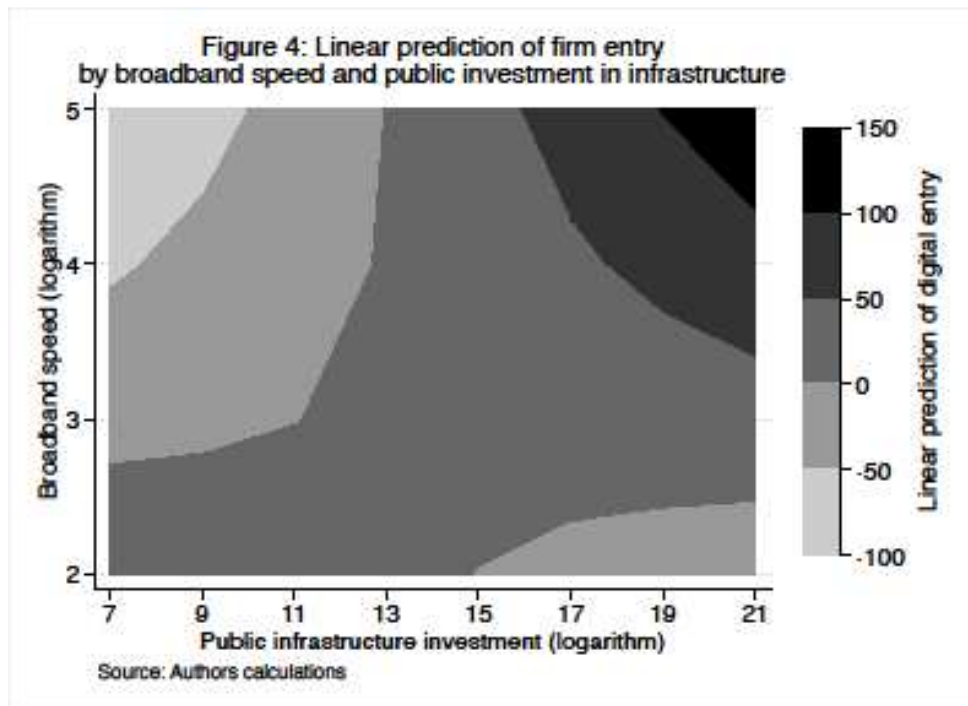 Figure 4: Linear prediction of firm entry
by broadband speed and public investment in infrastructure
Broadband speed (logarithm)
5
4
3
2
7 9 11 13 15 17 19 21
Public infrastructure investment (logarithm)
150
100
50
0
-50
-100
Linear prediction of digital entry
Source: Authors calculations